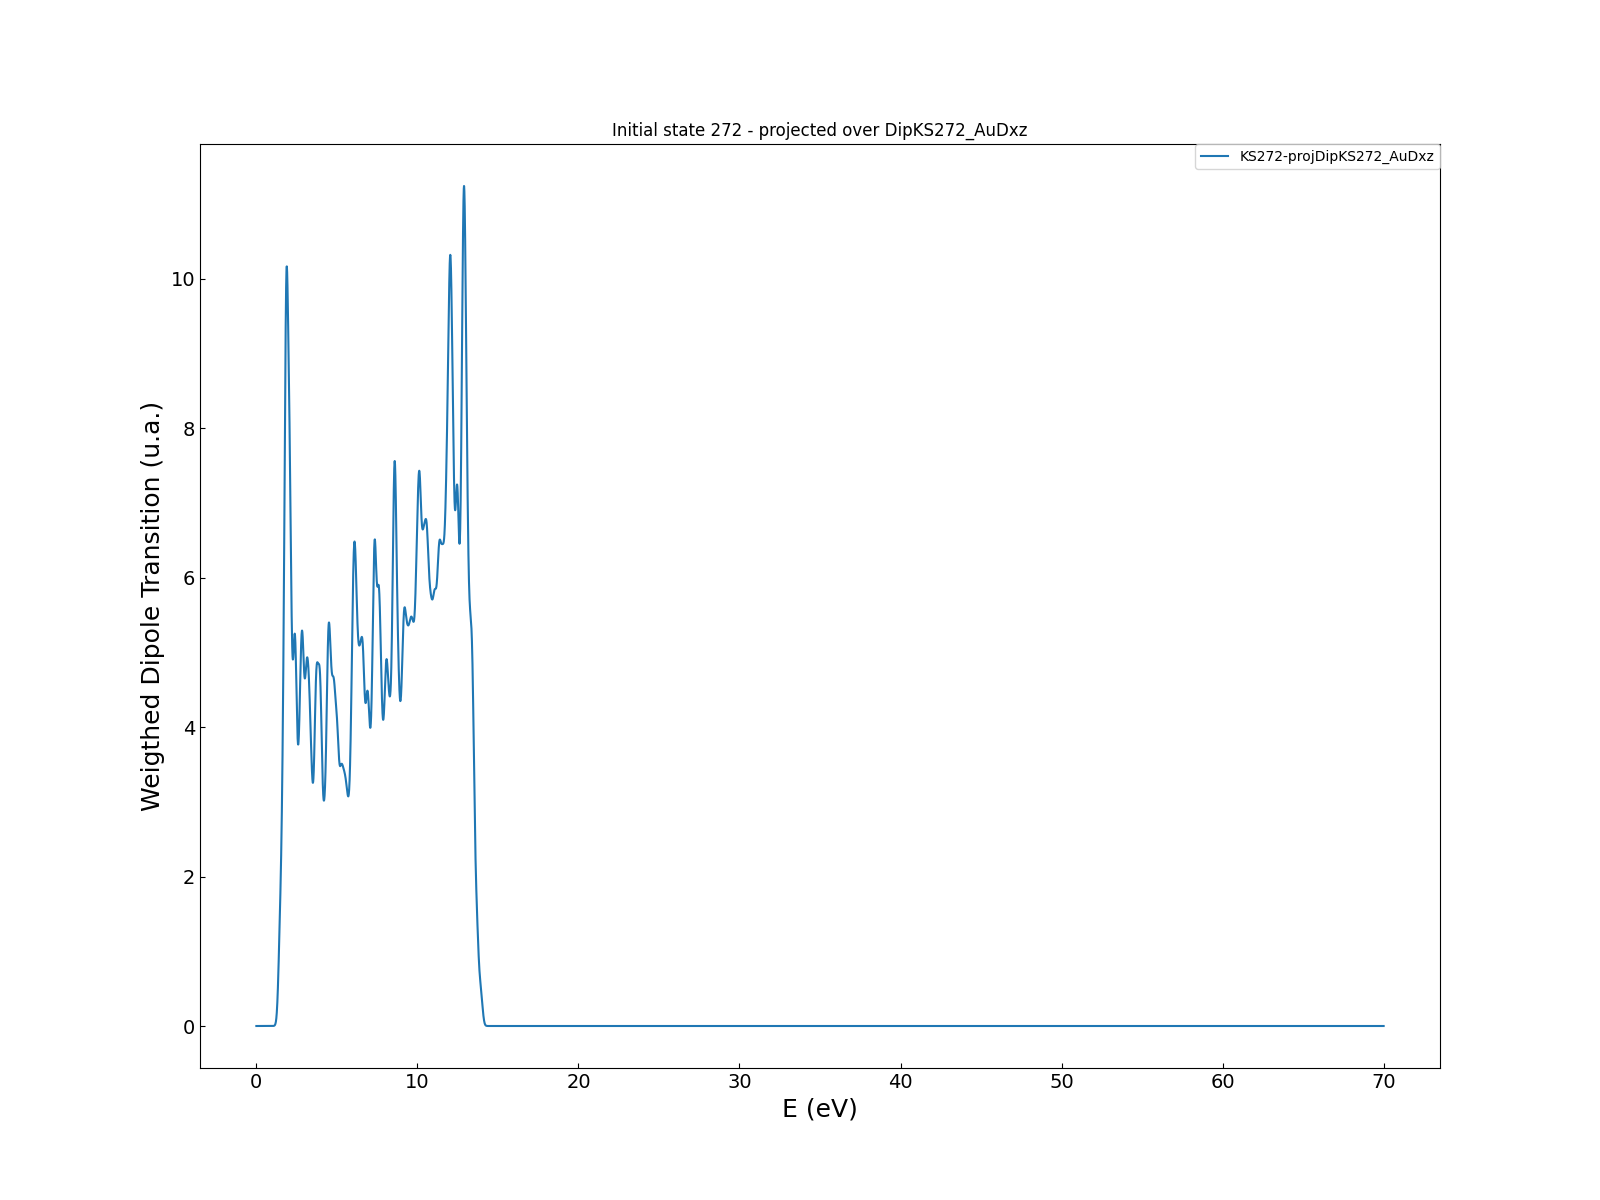 Initial state 272 - projected over DipKS272_AuDxz
KS272-projDipKS272_AuDxz
Weigthed Dipole Transition (u.a.)
10
8
6
4
2
0
0 10 20 30 40 50 60 70
E (eV)